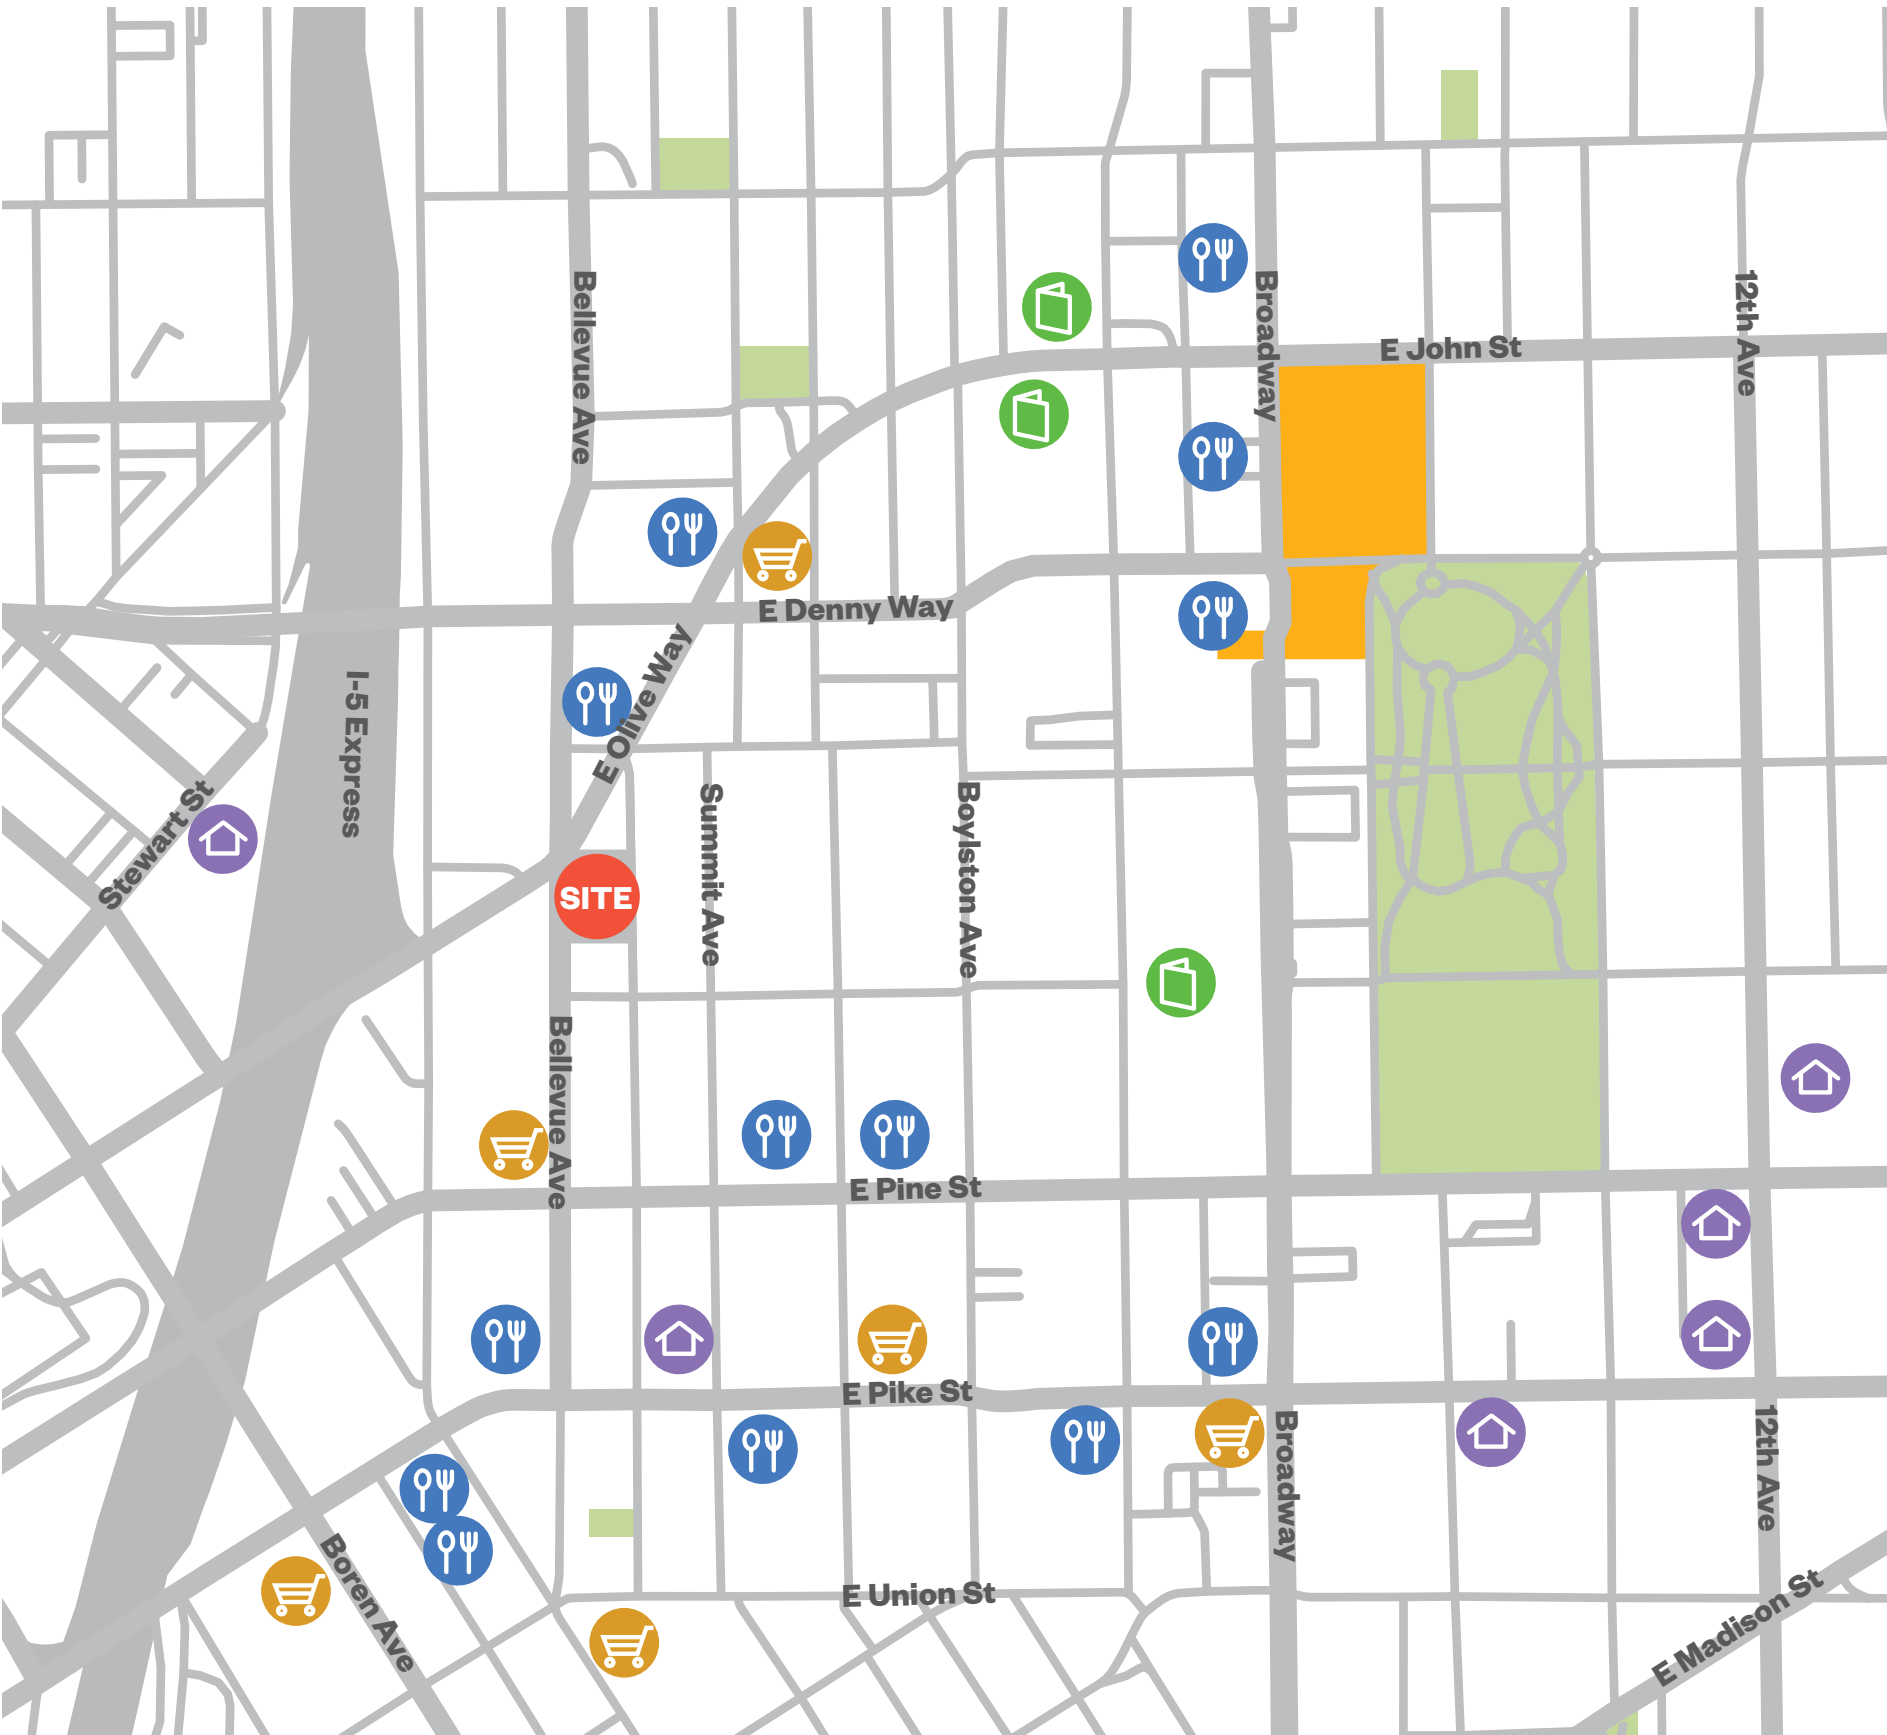 Bellevue Ave
Broadway
12th Ave
E John St
E Denny Way
E Olive Way
I-5 Express
Stewart St
Summit Ave
Boylston Ave
SITE
Bellevue Ave
E Pine St
E Pike St
Broadway
12th Ave
Boren Ave
E Union St
E Madison St